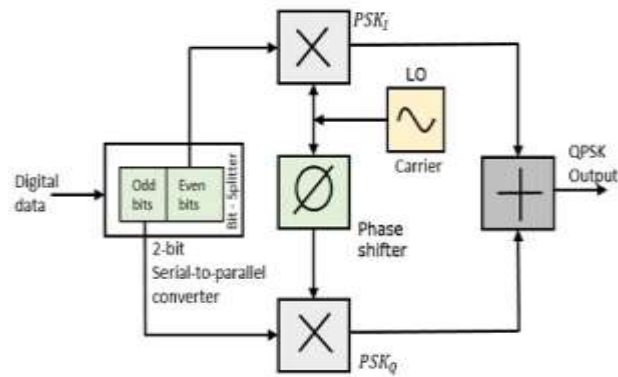 PSK_I
LO
Carrier
Digital
data
Odd
bits
Even
bits
Bit - Splitter
2-bit
Serial-to-parallel
converter
Phase
shifter
QPSK
Output
PSK_Q